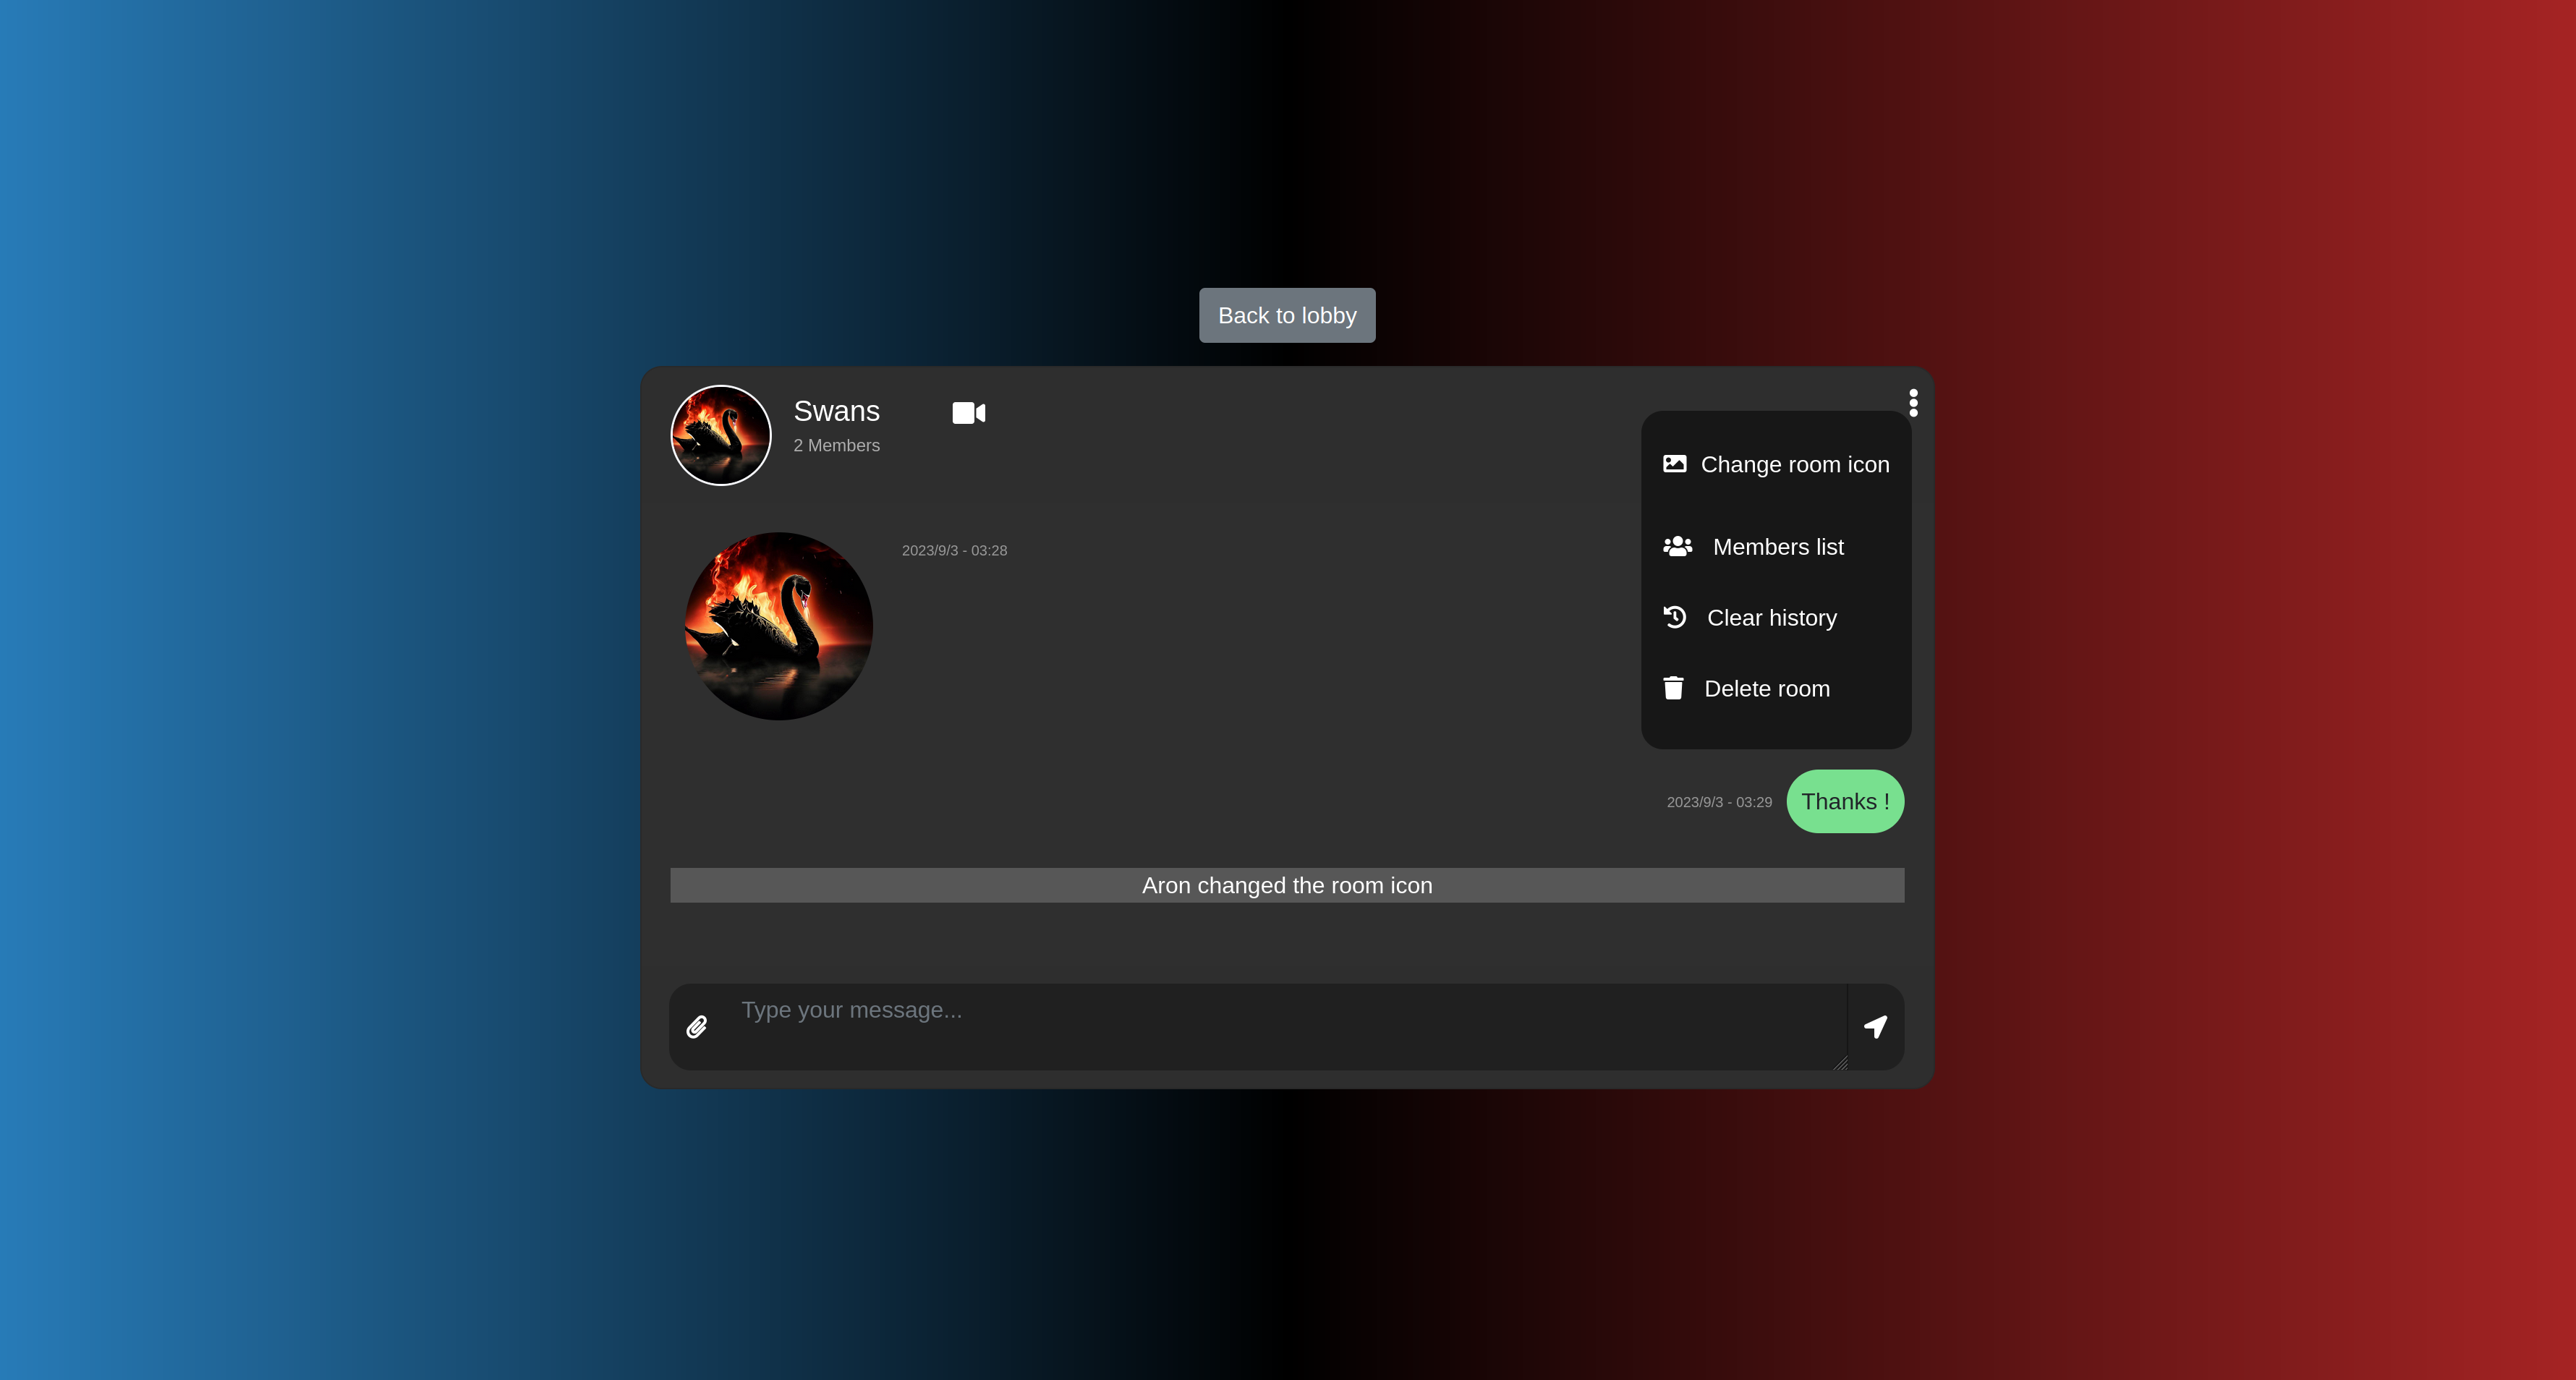 Back to lobby
Swans
2 Members
Change room icon
Members list
Clear history
Delete room
2023/9/3 - 03:28
2023/9/3 - 03:29
Thanks !
Aron changed the room icon
Type your message...